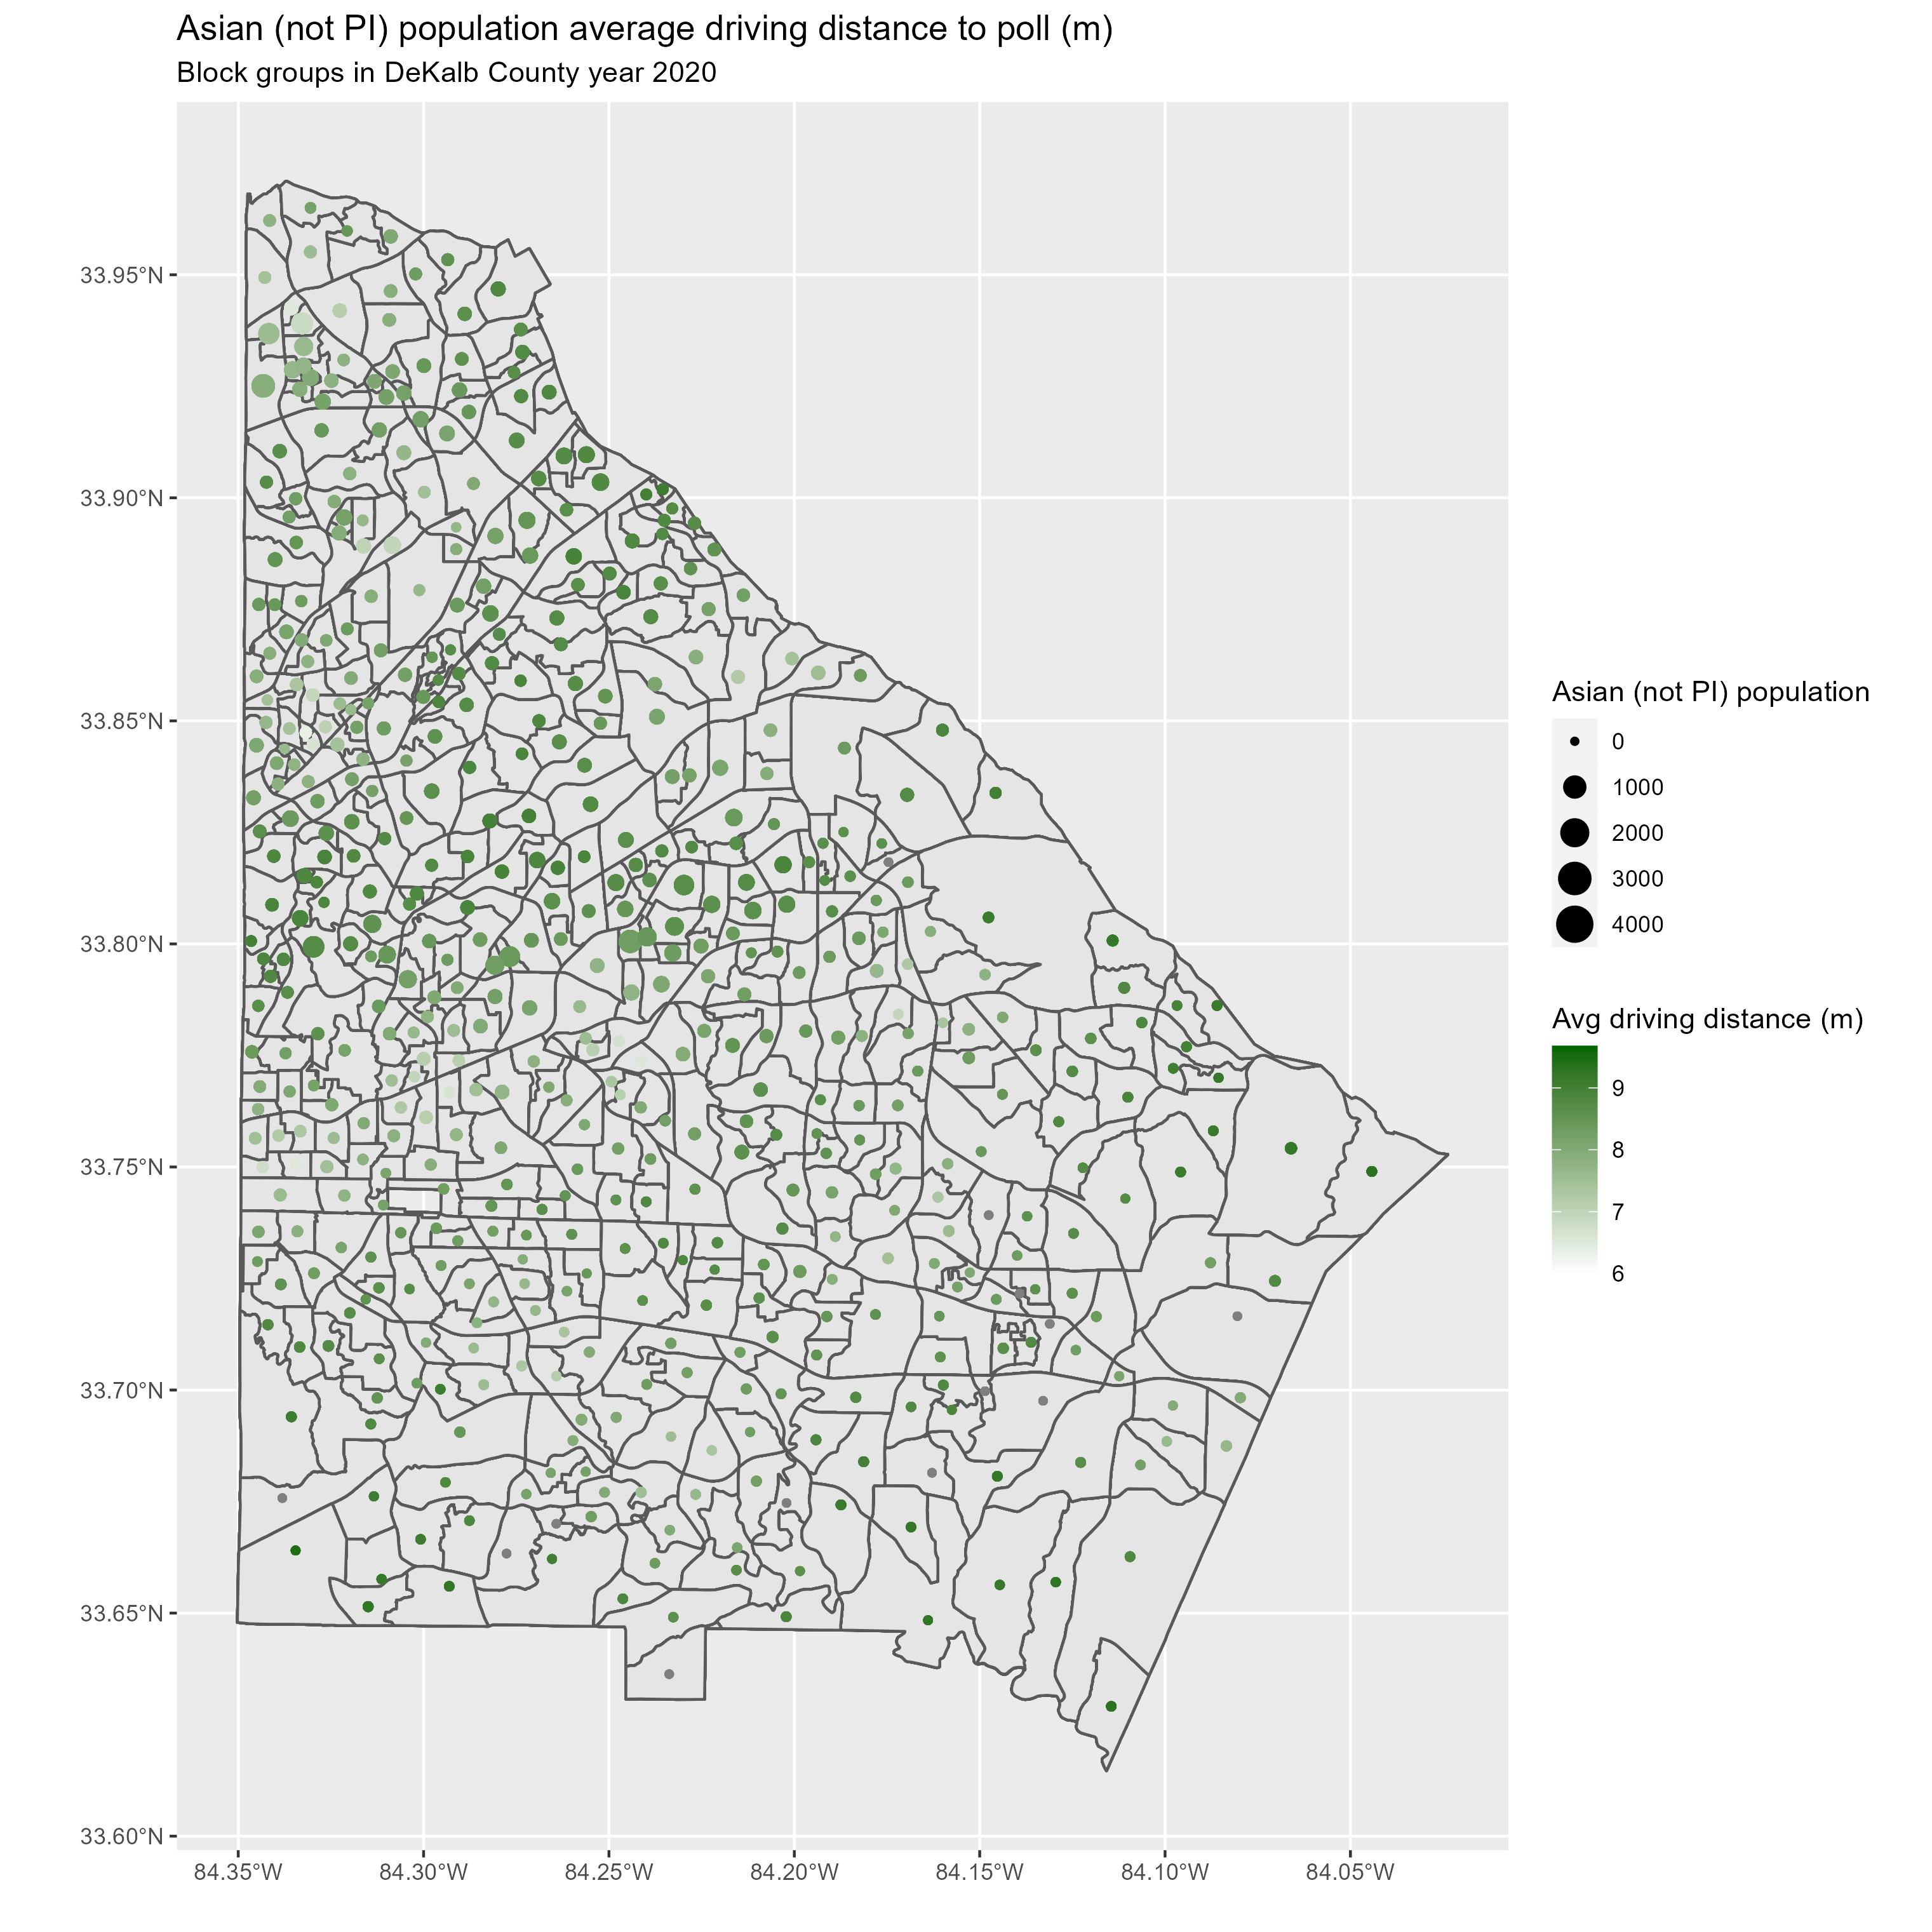 Asian (not PI) population average driving distance to poll (m)
Block groups in DeKalb County year 2020
33.95°N
33.90°N
33.85°N
33.80°N
33.75°N
33.70°N
33.65°N
33.60°N
84.35°W
84.30°W
84.25°W
84.20°W
84.15°W
84.10°W
84.05°W
Asian (not PI) population
0
1000
2000
3000
4000
Avg driving distance (m)
9
8
7
6